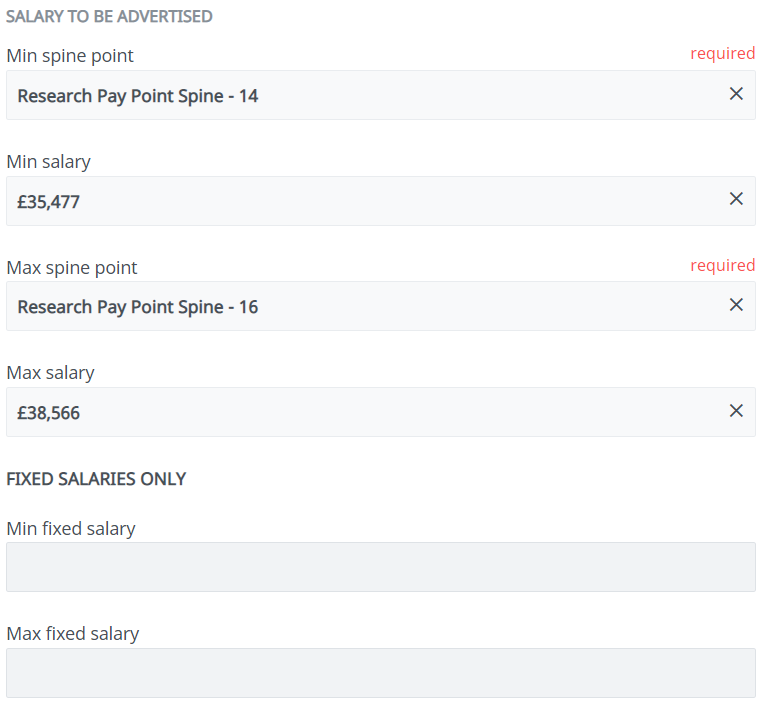 SALARY TO BE ADVERTISED
Min spine point required
Research Pay Point Spine - 14
Min salary
£35,477
Max spine point required
Research Pay Point Spine - 16
Max salary
£38,566
FIXED SALARIES ONLY
Min fixed salary
Max fixed salary